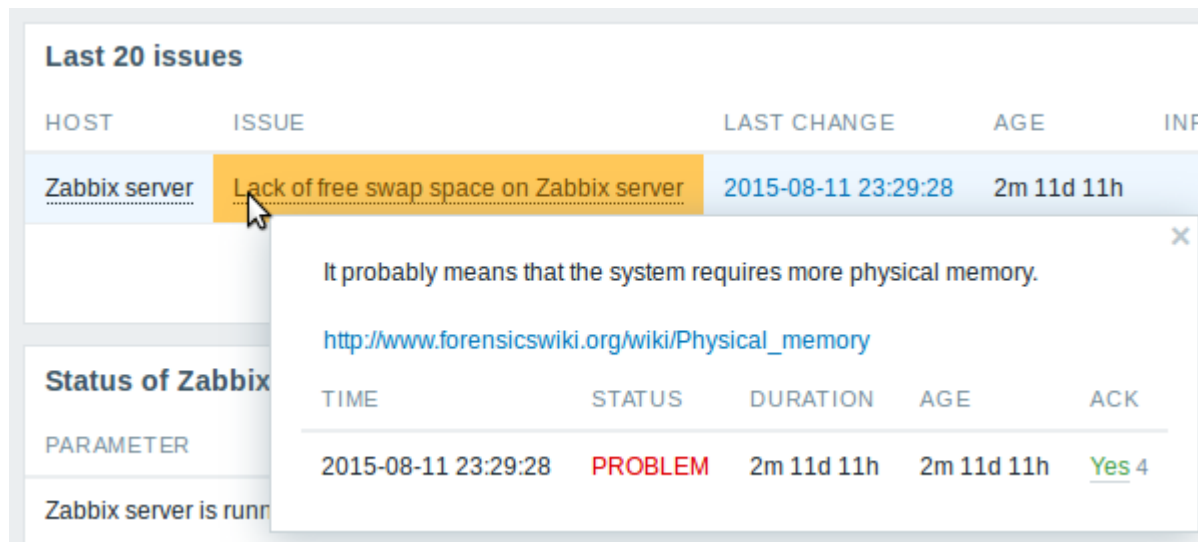 Last 20 issues
HOST ISSUE LAST CHANGE AGE
Zabbix server Lack of free swap space on Zabbix server 2015-08-11 23:29:28 2m 11d 11h
It probably means that the system requires more physical memory.
http://www.forensicswiki.org/wiki/Physical_memory
Status of Zabbix
TIME STATUS DURATION AGE ACK
PARAMETER
2015-08-11 23:29:28 PROBLEM 2m 11d 11h 2m 11d 11h Yes 4
Zabbix server is